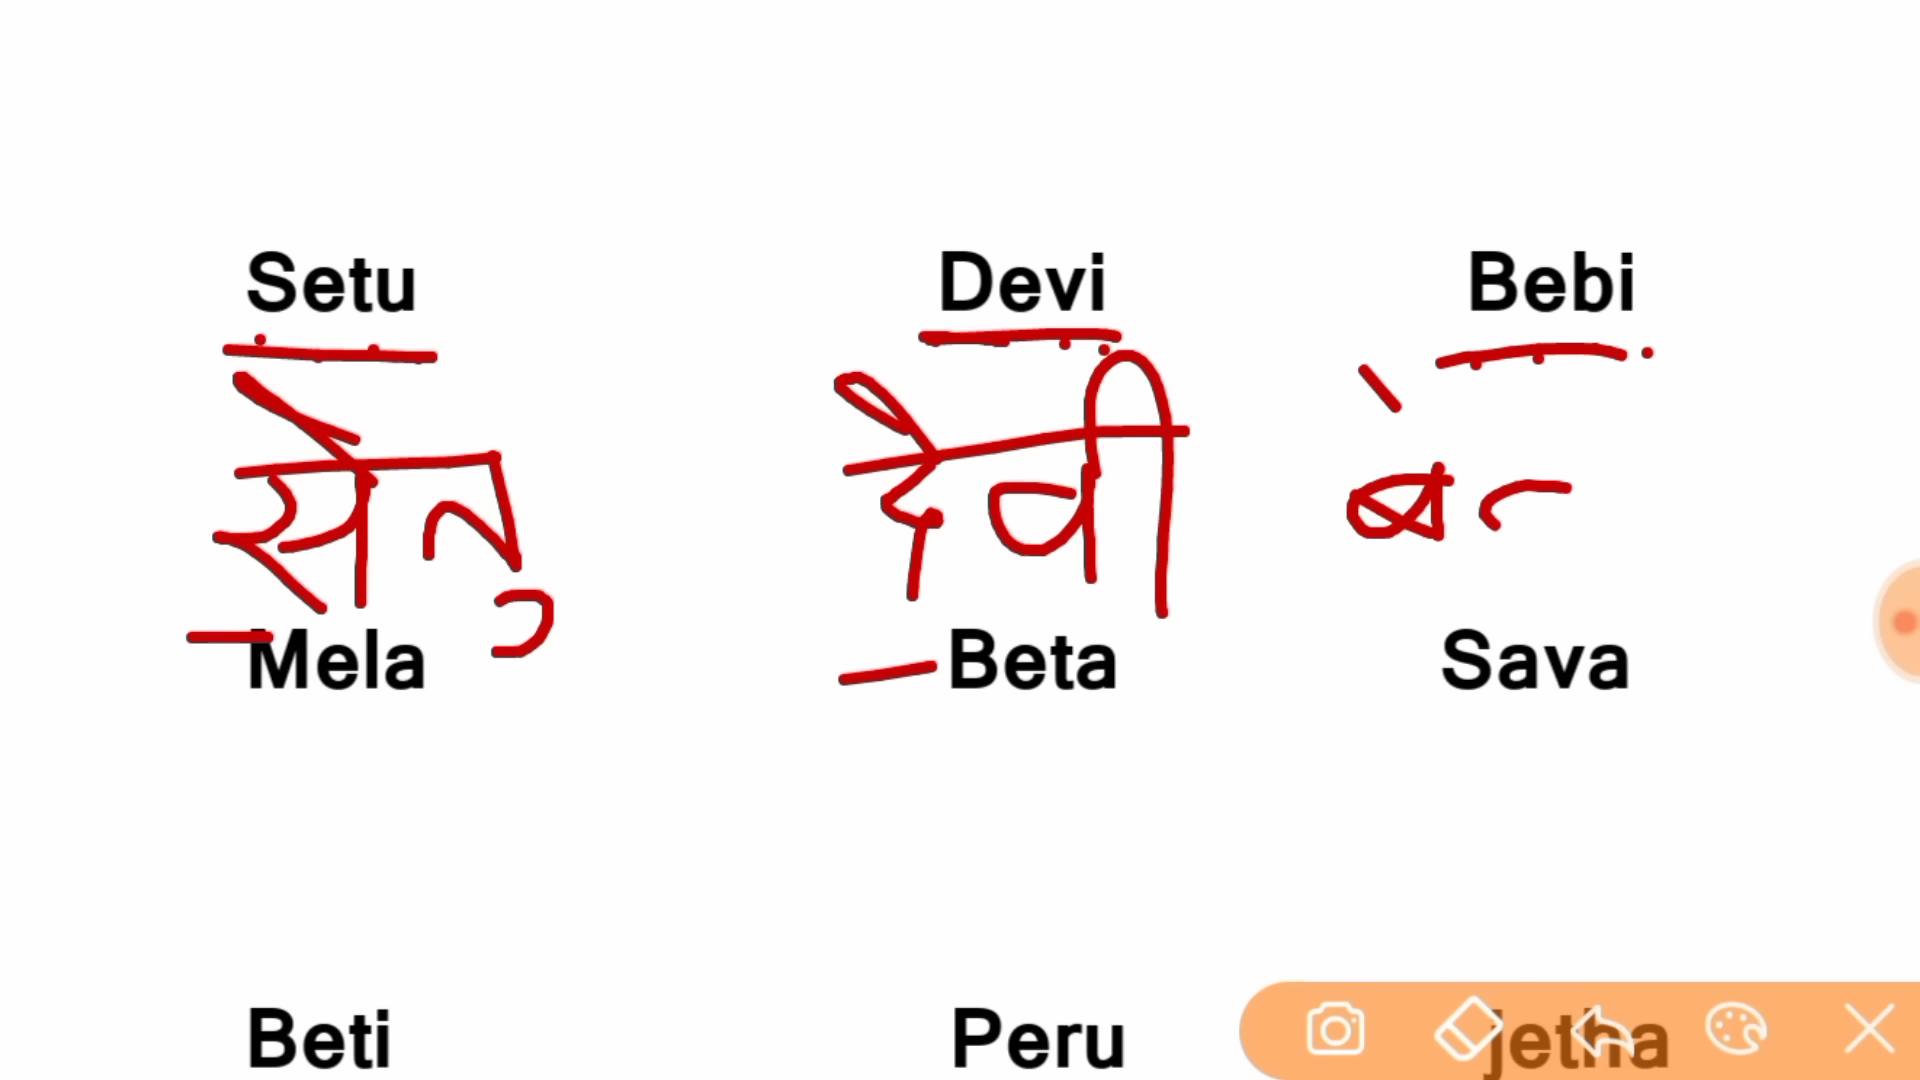 Setu Devi Bebi
सेतु देवी
Mela Beta Sava
Beti Peru jetha